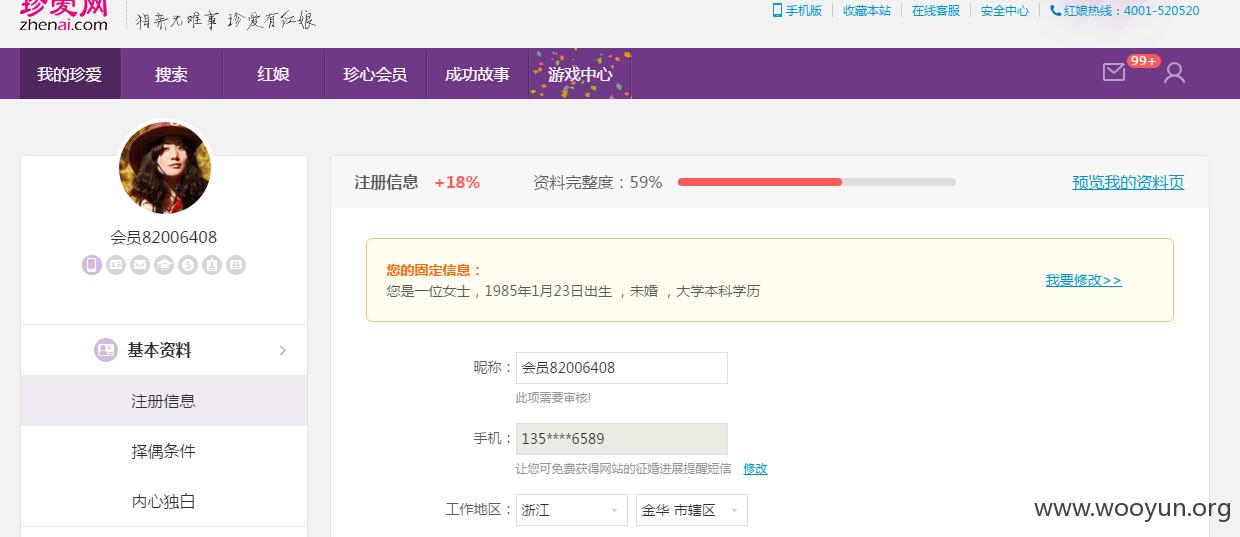 珍爱网
zhenai.com
相亲无难事 珍爱有红娘
手机版 收藏本站 在线客服 安全中心 红娘热线：4001-520520
我的珍爱 搜索 红娘 珍心会员 成功故事 游戏中心 99+
注册信息 +18% 资料完整度：59% 预览我的资料页
会员82006408
您的固定信息：
您是一位女士，1985年1月23日出生 ，未婚 ，大学本科学历
我要修改>>
基本资料
注册信息
择偶条件
内心独白
昵称： 会员82006408
此项需要审核!
手机： 135****6589
让您可免费获得网站的征婚进展提醒短信 修改
工作地区： 浙江 金华 市辖区
www.wooyun.org